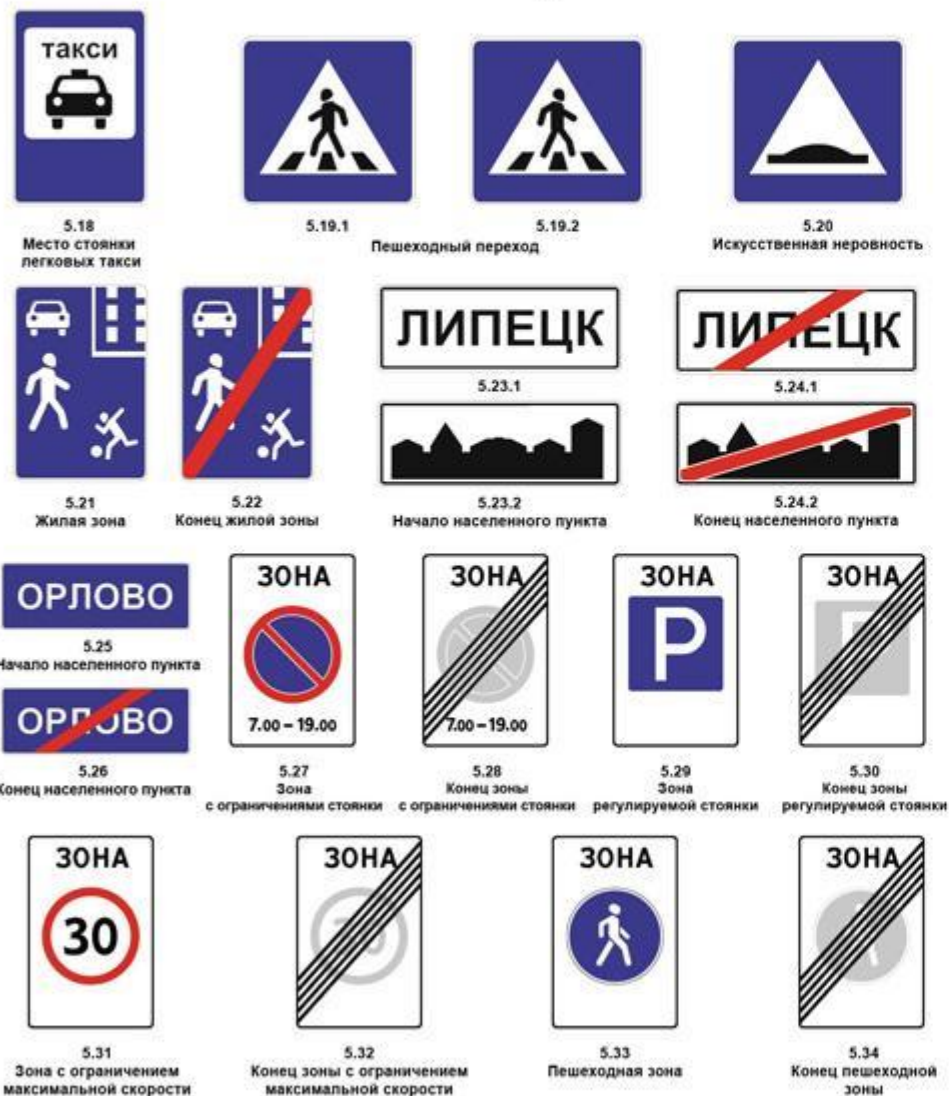 такси
5.18
Место стоянки
легковых такси
5.19.1
5.19.2
Пешеходный переход
5.20
Искусственная неровность
5.21
Жилая зона
5.22
Конец жилой зоны
ЛИПЕЦК
5.23.1
5.23.2
Начало населенного пункта
ЛИПЕЦК
5.24.1
5.24.2
Конец населенного пункта
ОРЛОВО
5.25
Начало населенного пункта
ОРЛОВО
5.26
Конец населенного пункта
ЗОНА
7.00 – 19.00
5.27
Зона
с ограничениями стоянки
ЗОНА
7.00 – 19.00
5.28
Конец зоны
с ограничениями стоянки
ЗОНА
P
5.29
Зона
регулируемой стоянки
ЗОНА
P
5.30
Конец зоны
регулируемой стоянки
ЗОНА
30
5.31
Зона с ограничением
максимальной скорости
ЗОНА
30
5.32
Конец зоны с ограничением
максимальной скорости
ЗОНА
5.33
Пешеходная зона
ЗОНА
5.34
Конец пешеходной
зоны